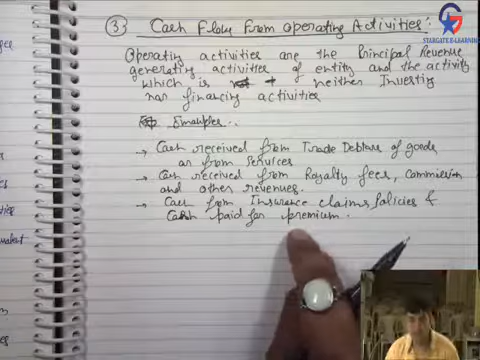 ③ Cash Flow From Operating Activities:
STARGATE E-LEARNING
Operating activities are the Principal Revenue
generating activities of entity and the activity
which is neither Investing
nor financing activities
Examples..
→ Cash received from Trade Debtors of goods
or from services
→ Cash received from Royalty fees, Commission
and other revenues.
→ Cash from Insurance claims, policies &
Cash paid for premium.